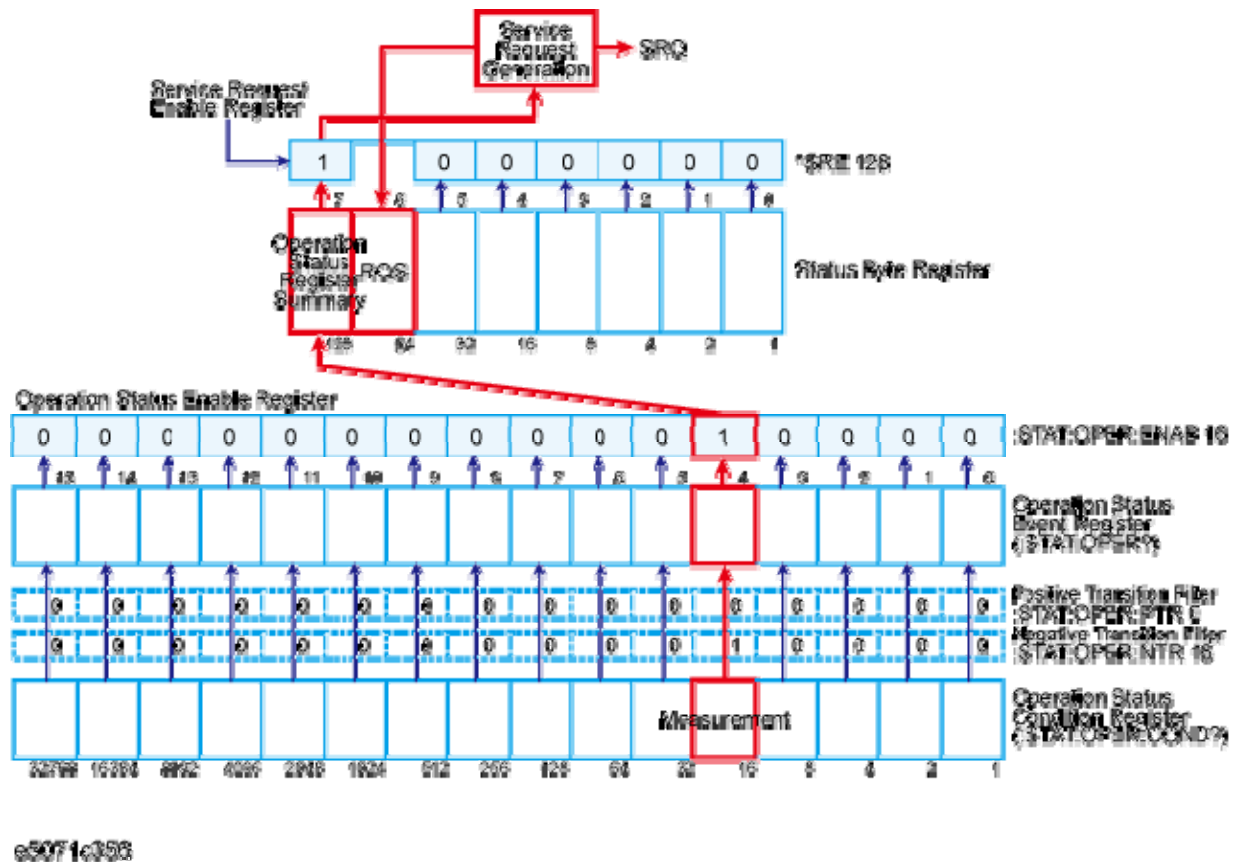 Service
Request
Generation
SRQ
Service Request
Enable Register
1 0 0 0 0 0 0
*SRE 128
7 6 5 4 3 2 1 0
Operation
Status
Register
Summary
RQS
Status Byte Register
128 64 32 16 8 4 2 1
Operation Status Enable Register
0 0 0 0 0 0 0 0 0 0 0 1 0 0 0 0
:STAT:OPER:ENAB 16
15 14 13 12 11 10 9 8 7 6 5 4 3 2 1 0
Operation Status
Event Register
(:STAT:OPER?)
0 0 0 0 0 0 0 0 0 0 0 0 0 0 0 0
Positive Transition Filter
:STAT:OPER:PTR 0
0 0 0 0 0 0 0 0 0 0 0 1 0 0 0 0
Negative Transition Filter
:STAT:OPER:NTR 16
Measurement
Operation Status
Condition Register
(:STAT:OPER:COND?)
32768 16384 8192 4096 2048 1024 512 256 128 64 32 16 8 4 2 1
e5071c356